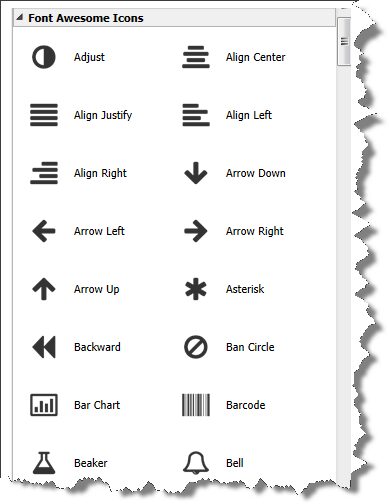 Font Awesome Icons
Adjust Align Center
Align Justify Align Left
Align Right Arrow Down
Arrow Left Arrow Right
Arrow Up Asterisk
Backward Ban Circle
Bar Chart Barcode
Beaker Bell